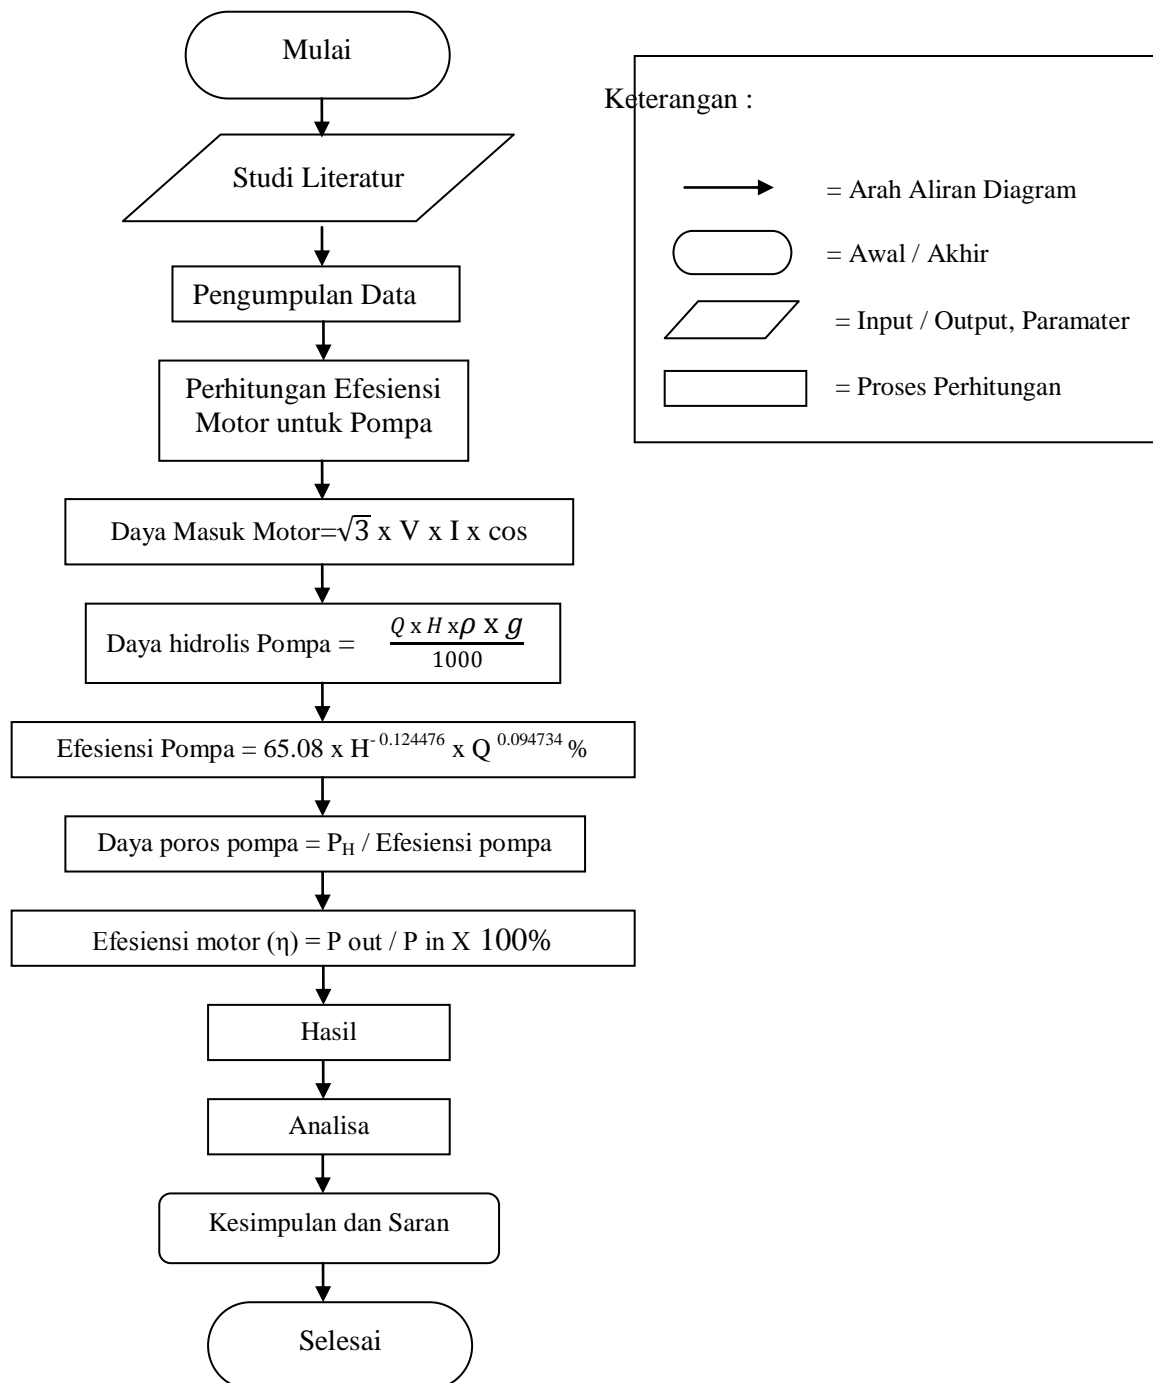 Mulai
Studi Literatur
Pengumpulan Data
Perhitungan Efesiensi
Motor untuk Pompa
Daya Masuk Motor=√3 x V x I x cos
Daya hidrolis Pompa = Q x H x ρ x g / 1000
Efesiensi Pompa = 65.08 x H^-0.124476 x Q^0.094734 %
Daya poros pompa = P_H / Efesiensi pompa
Efesiensi motor (η) = P out / P in X 100%
Hasil
Analisa
Kesimpulan dan Saran
Selesai
Keterangan :
= Arah Aliran Diagram
= Awal / Akhir
= Input / Output, Paramater
= Proses Perhitungan